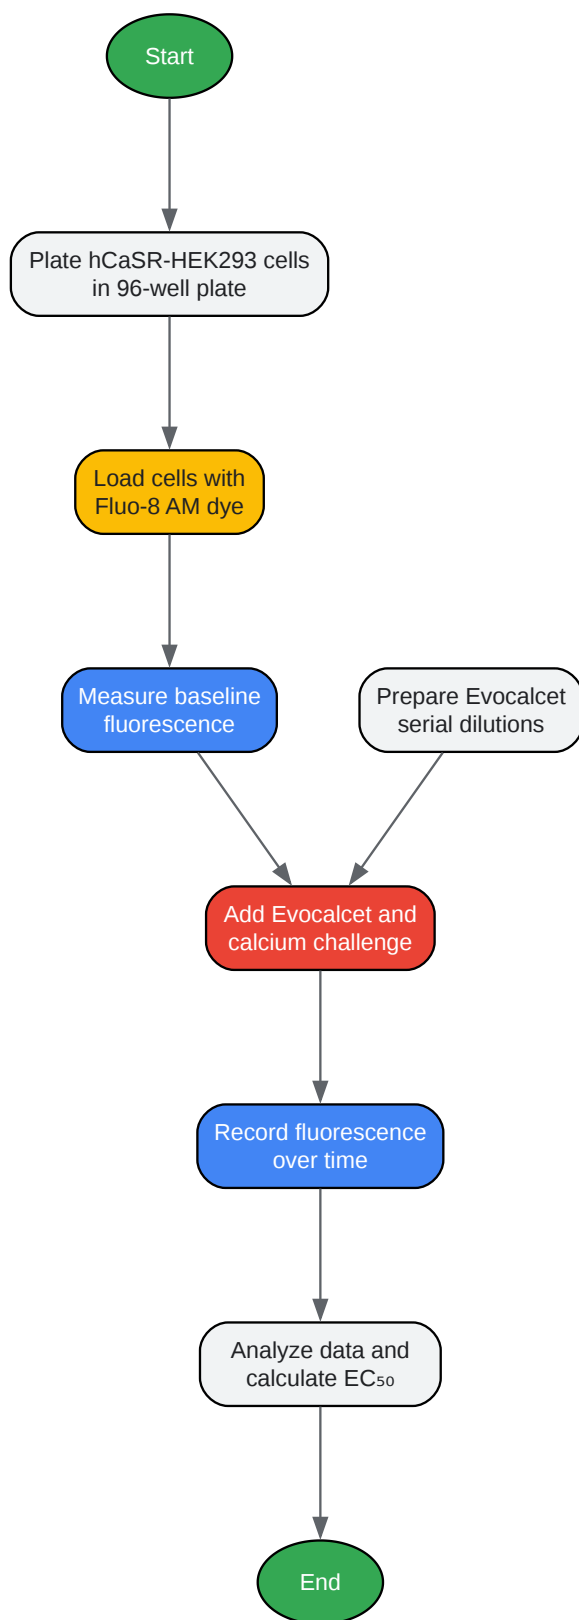 Start
Plate hCaSR-HEK293 cells
in 96-well plate
Load cells with
Fluo-8 AM dye
Measure baseline
fluorescence
Prepare Evocalcet
serial dilutions
Add Evocalcet and
calcium challenge
Record fluorescence
over time
Analyze data and
calculate EC₅₀
End